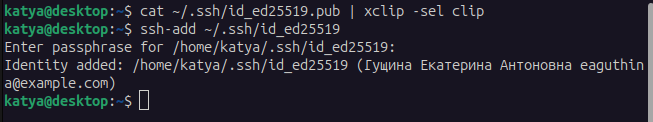 katya@desktop:~$ cat ~/.ssh/id_ed25519.pub | xclip -sel clip
katya@desktop:~$ ssh-add ~/.ssh/id_ed25519
Enter passphrase for /home/katya/.ssh/id_ed25519:
Identity added: /home/katya/.ssh/id_ed25519 (Гущина Екатерина Антоновна eaguthin
a@example.com)
katya@desktop:~$